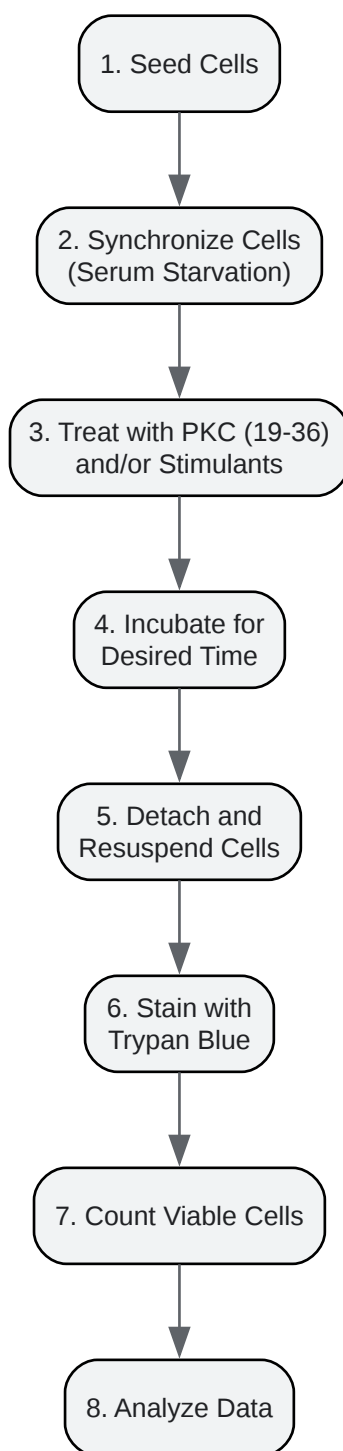 1. Seed Cells
2. Synchronize Cells
(Serum Starvation)
3. Treat with PKC (19-36)
and/or Stimulants
4. Incubate for
Desired Time
5. Detach and
Resuspend Cells
6. Stain with
Trypan Blue
7. Count Viable Cells
8. Analyze Data